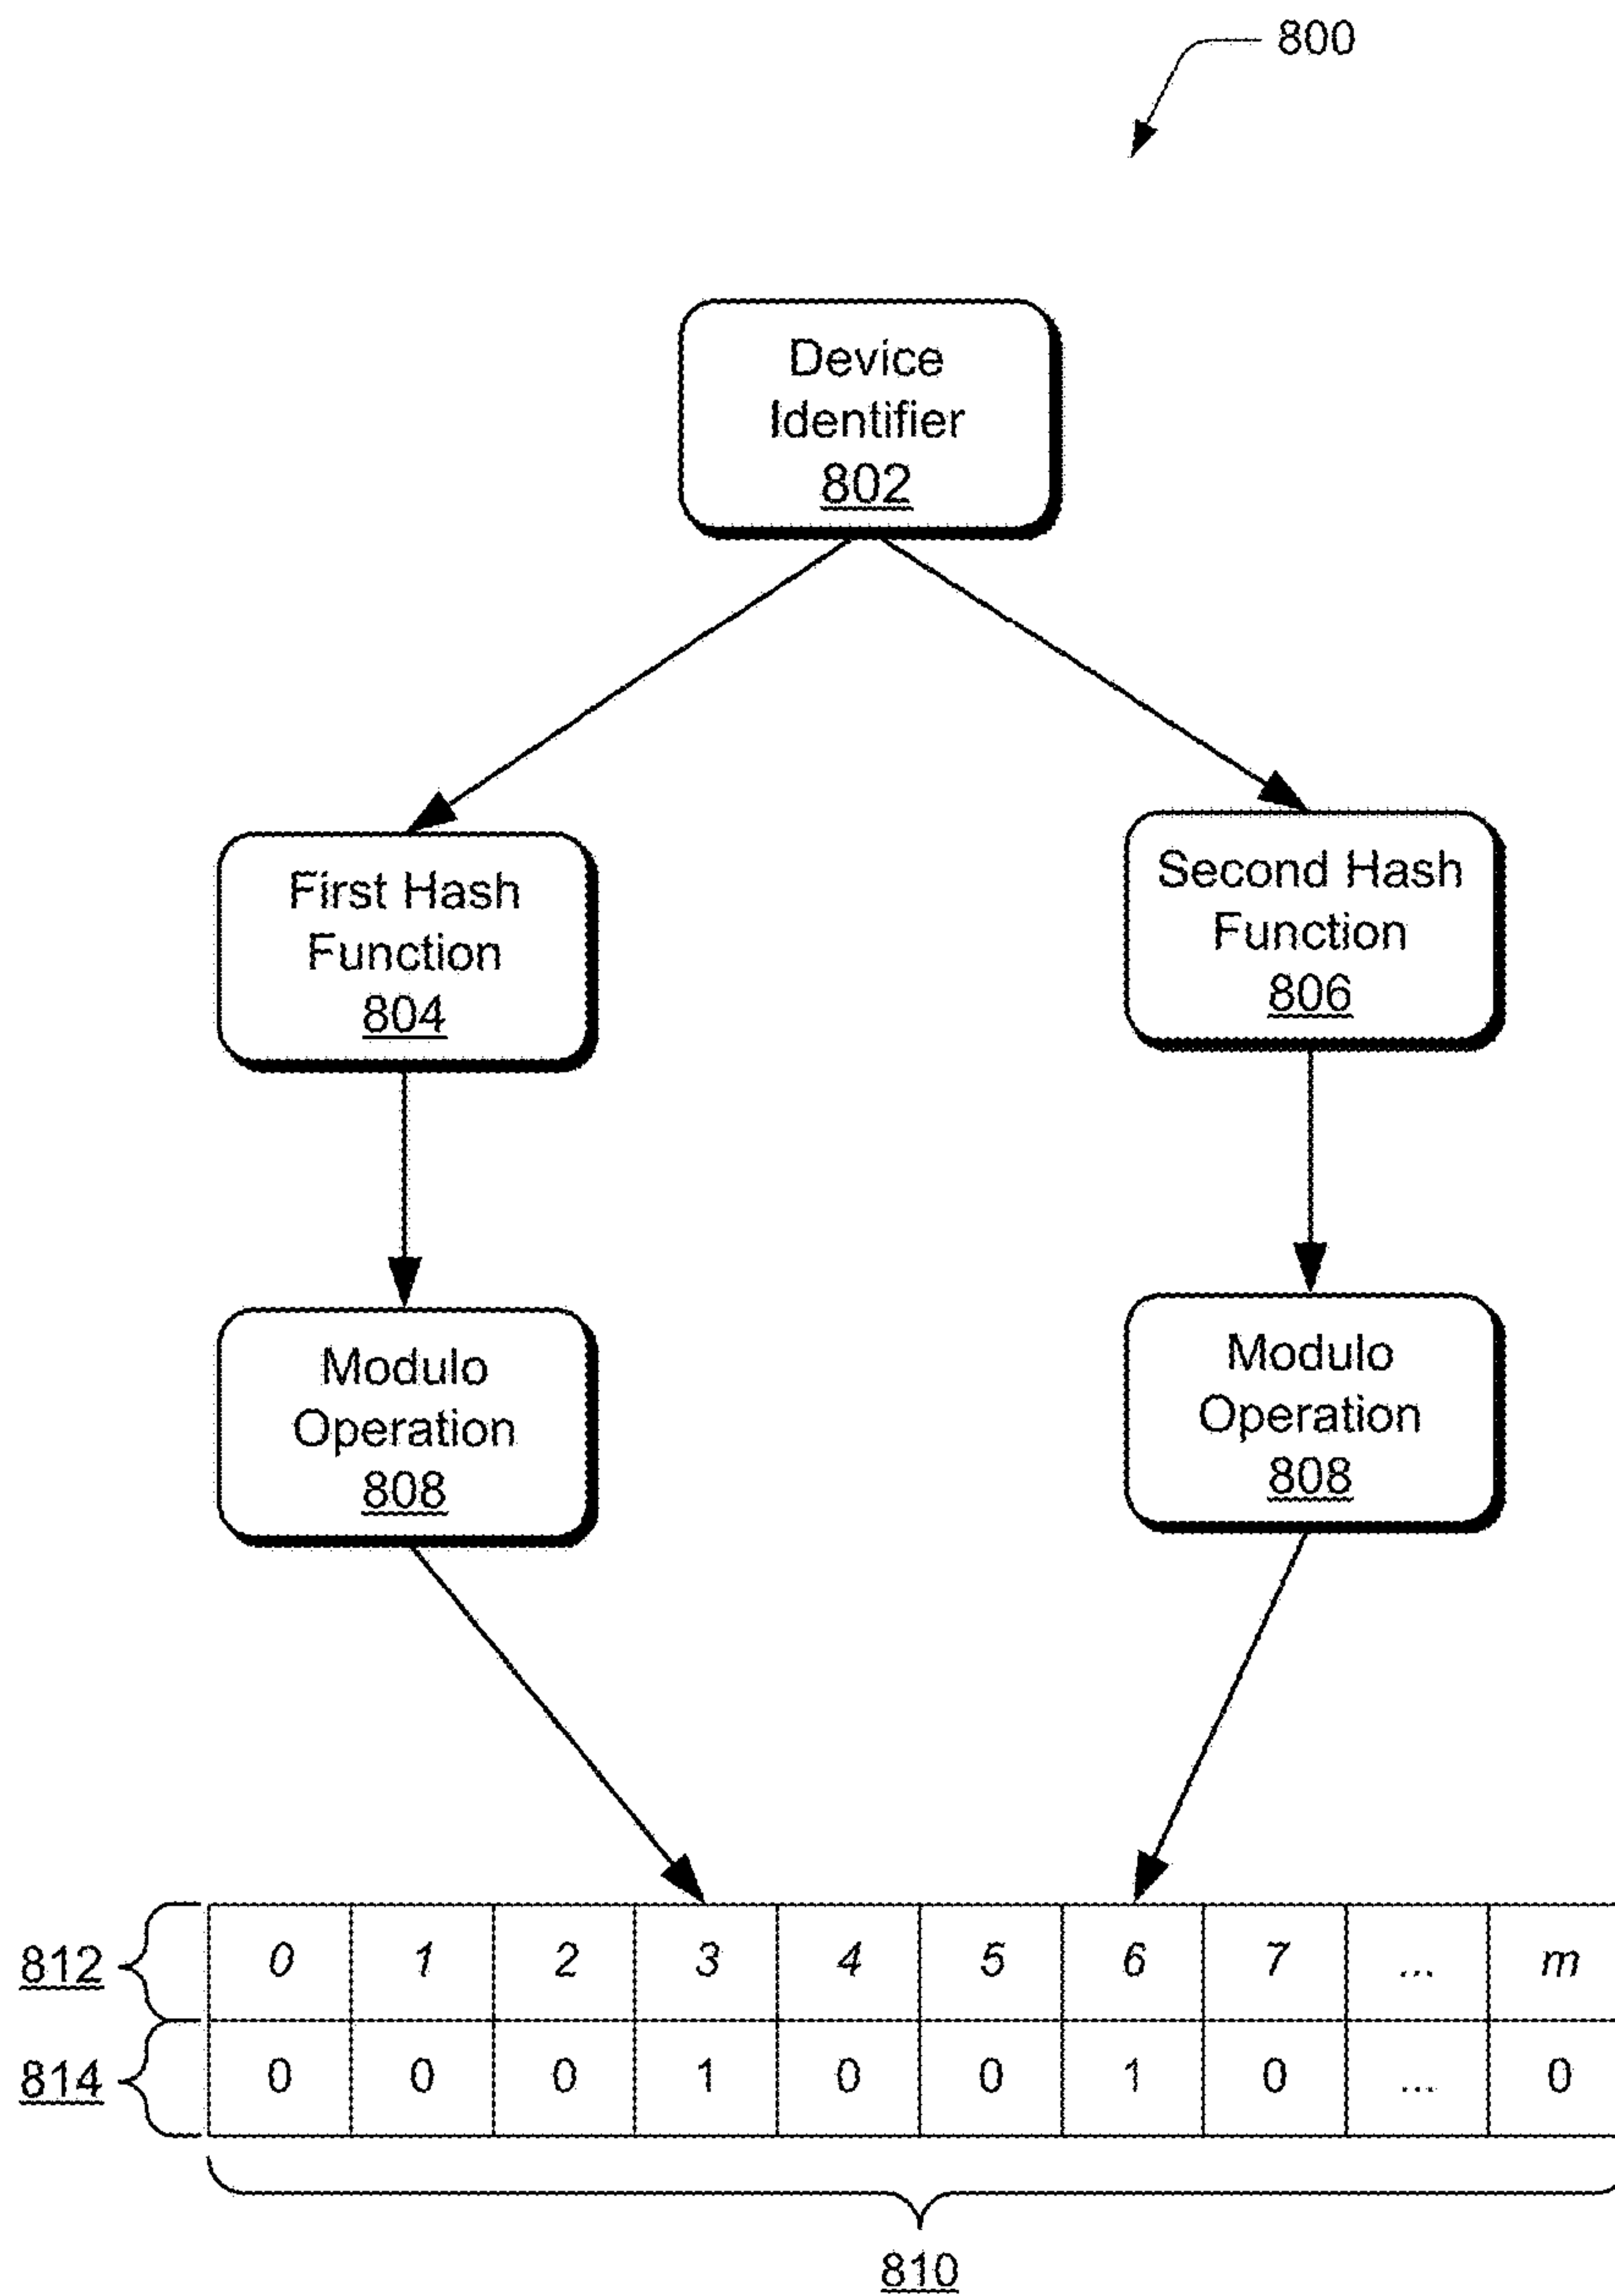 800
Device
Identifier
802
First Hash
Function
804
Second Hash
Function
806
Modulo
Operation
808
Modulo
Operation
808
812 0 1 2 3 4 5 6 7 ... m
814 0 0 0 1 0 0 1 0 ... 0
810